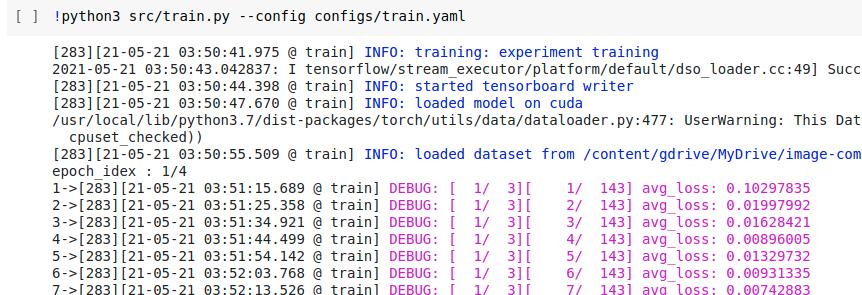 [ ] !python3 src/train.py --config configs/train.yaml
[283][21-05-21 03:50:41.975 @ train] INFO: training: experiment training
2021-05-21 03:50:43.042837: I tensorflow/stream_executor/platform/default/dso_loader.cc:49] Succ
[283][21-05-21 03:50:44.398 @ train] INFO: started tensorboard writer
[283][21-05-21 03:50:47.670 @ train] INFO: loaded model on cuda
/usr/local/lib/python3.7/dist-packages/torch/utils/data/dataloader.py:477: UserWarning: This Dat
cpuset_checked))
[283][21-05-21 03:50:55.509 @ train] INFO: loaded dataset from /content/gdrive/MyDrive/image-com
epoch_idex : 1/4
1->[283][21-05-21 03:51:15.689 @ train] DEBUG: [  1/  3][    1/  143] avg_loss: 0.10297835
2->[283][21-05-21 03:51:25.358 @ train] DEBUG: [  1/  3][    2/  143] avg_loss: 0.01997992
3->[283][21-05-21 03:51:34.921 @ train] DEBUG: [  1/  3][    3/  143] avg_loss: 0.01628421
4->[283][21-05-21 03:51:44.499 @ train] DEBUG: [  1/  3][    4/  143] avg_loss: 0.00896005
5->[283][21-05-21 03:51:54.142 @ train] DEBUG: [  1/  3][    5/  143] avg_loss: 0.01329732
6->[283][21-05-21 03:52:03.768 @ train] DEBUG: [  1/  3][    6/  143] avg_loss: 0.00931335
7->[283][21-05-21 03:52:13.526 @ train] DEBUG: [  1/  3][    7/  143] avg_loss: 0.00742883